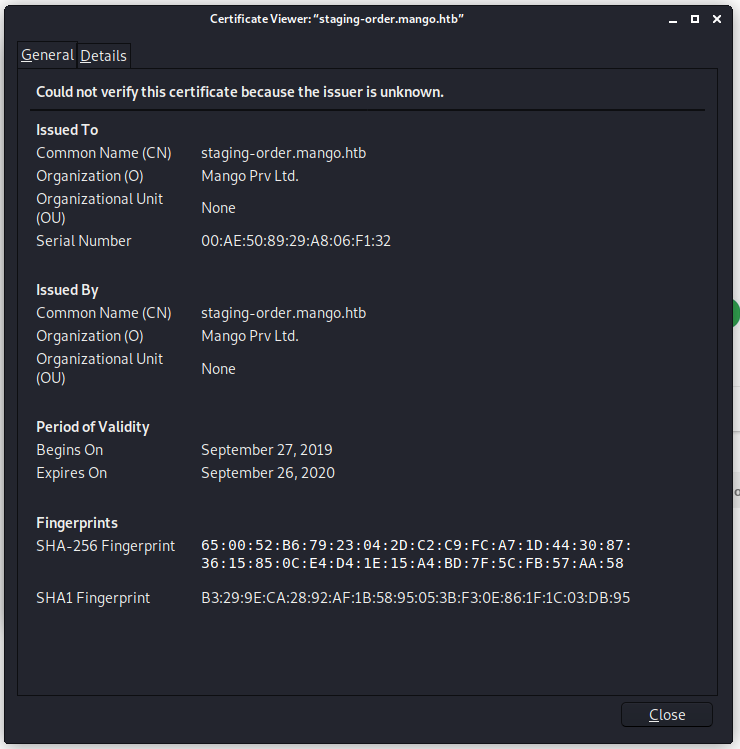 Certificate Viewer: “staging-order.mango.htb”
General Details
Could not verify this certificate because the issuer is unknown.
Issued To
Common Name (CN) staging-order.mango.htb
Organization (O) Mango Prv Ltd.
Organizational Unit (OU) None
Serial Number 00:AE:50:89:29:A8:06:F1:32
Issued By
Common Name (CN) staging-order.mango.htb
Organization (O) Mango Prv Ltd.
Organizational Unit (OU) None
Period of Validity
Begins On September 27, 2019
Expires On September 26, 2020
Fingerprints
SHA-256 Fingerprint 65:00:52:B6:79:23:04:2D:C2:C9:FC:A7:1D:44:30:87:
36:15:85:0C:E4:D4:1E:15:A4:BD:7F:5C:FB:57:AA:58
SHA1 Fingerprint B3:29:9E:CA:28:92:AF:1B:58:95:05:3B:F3:0E:86:1F:1C:03:DB:95
Close